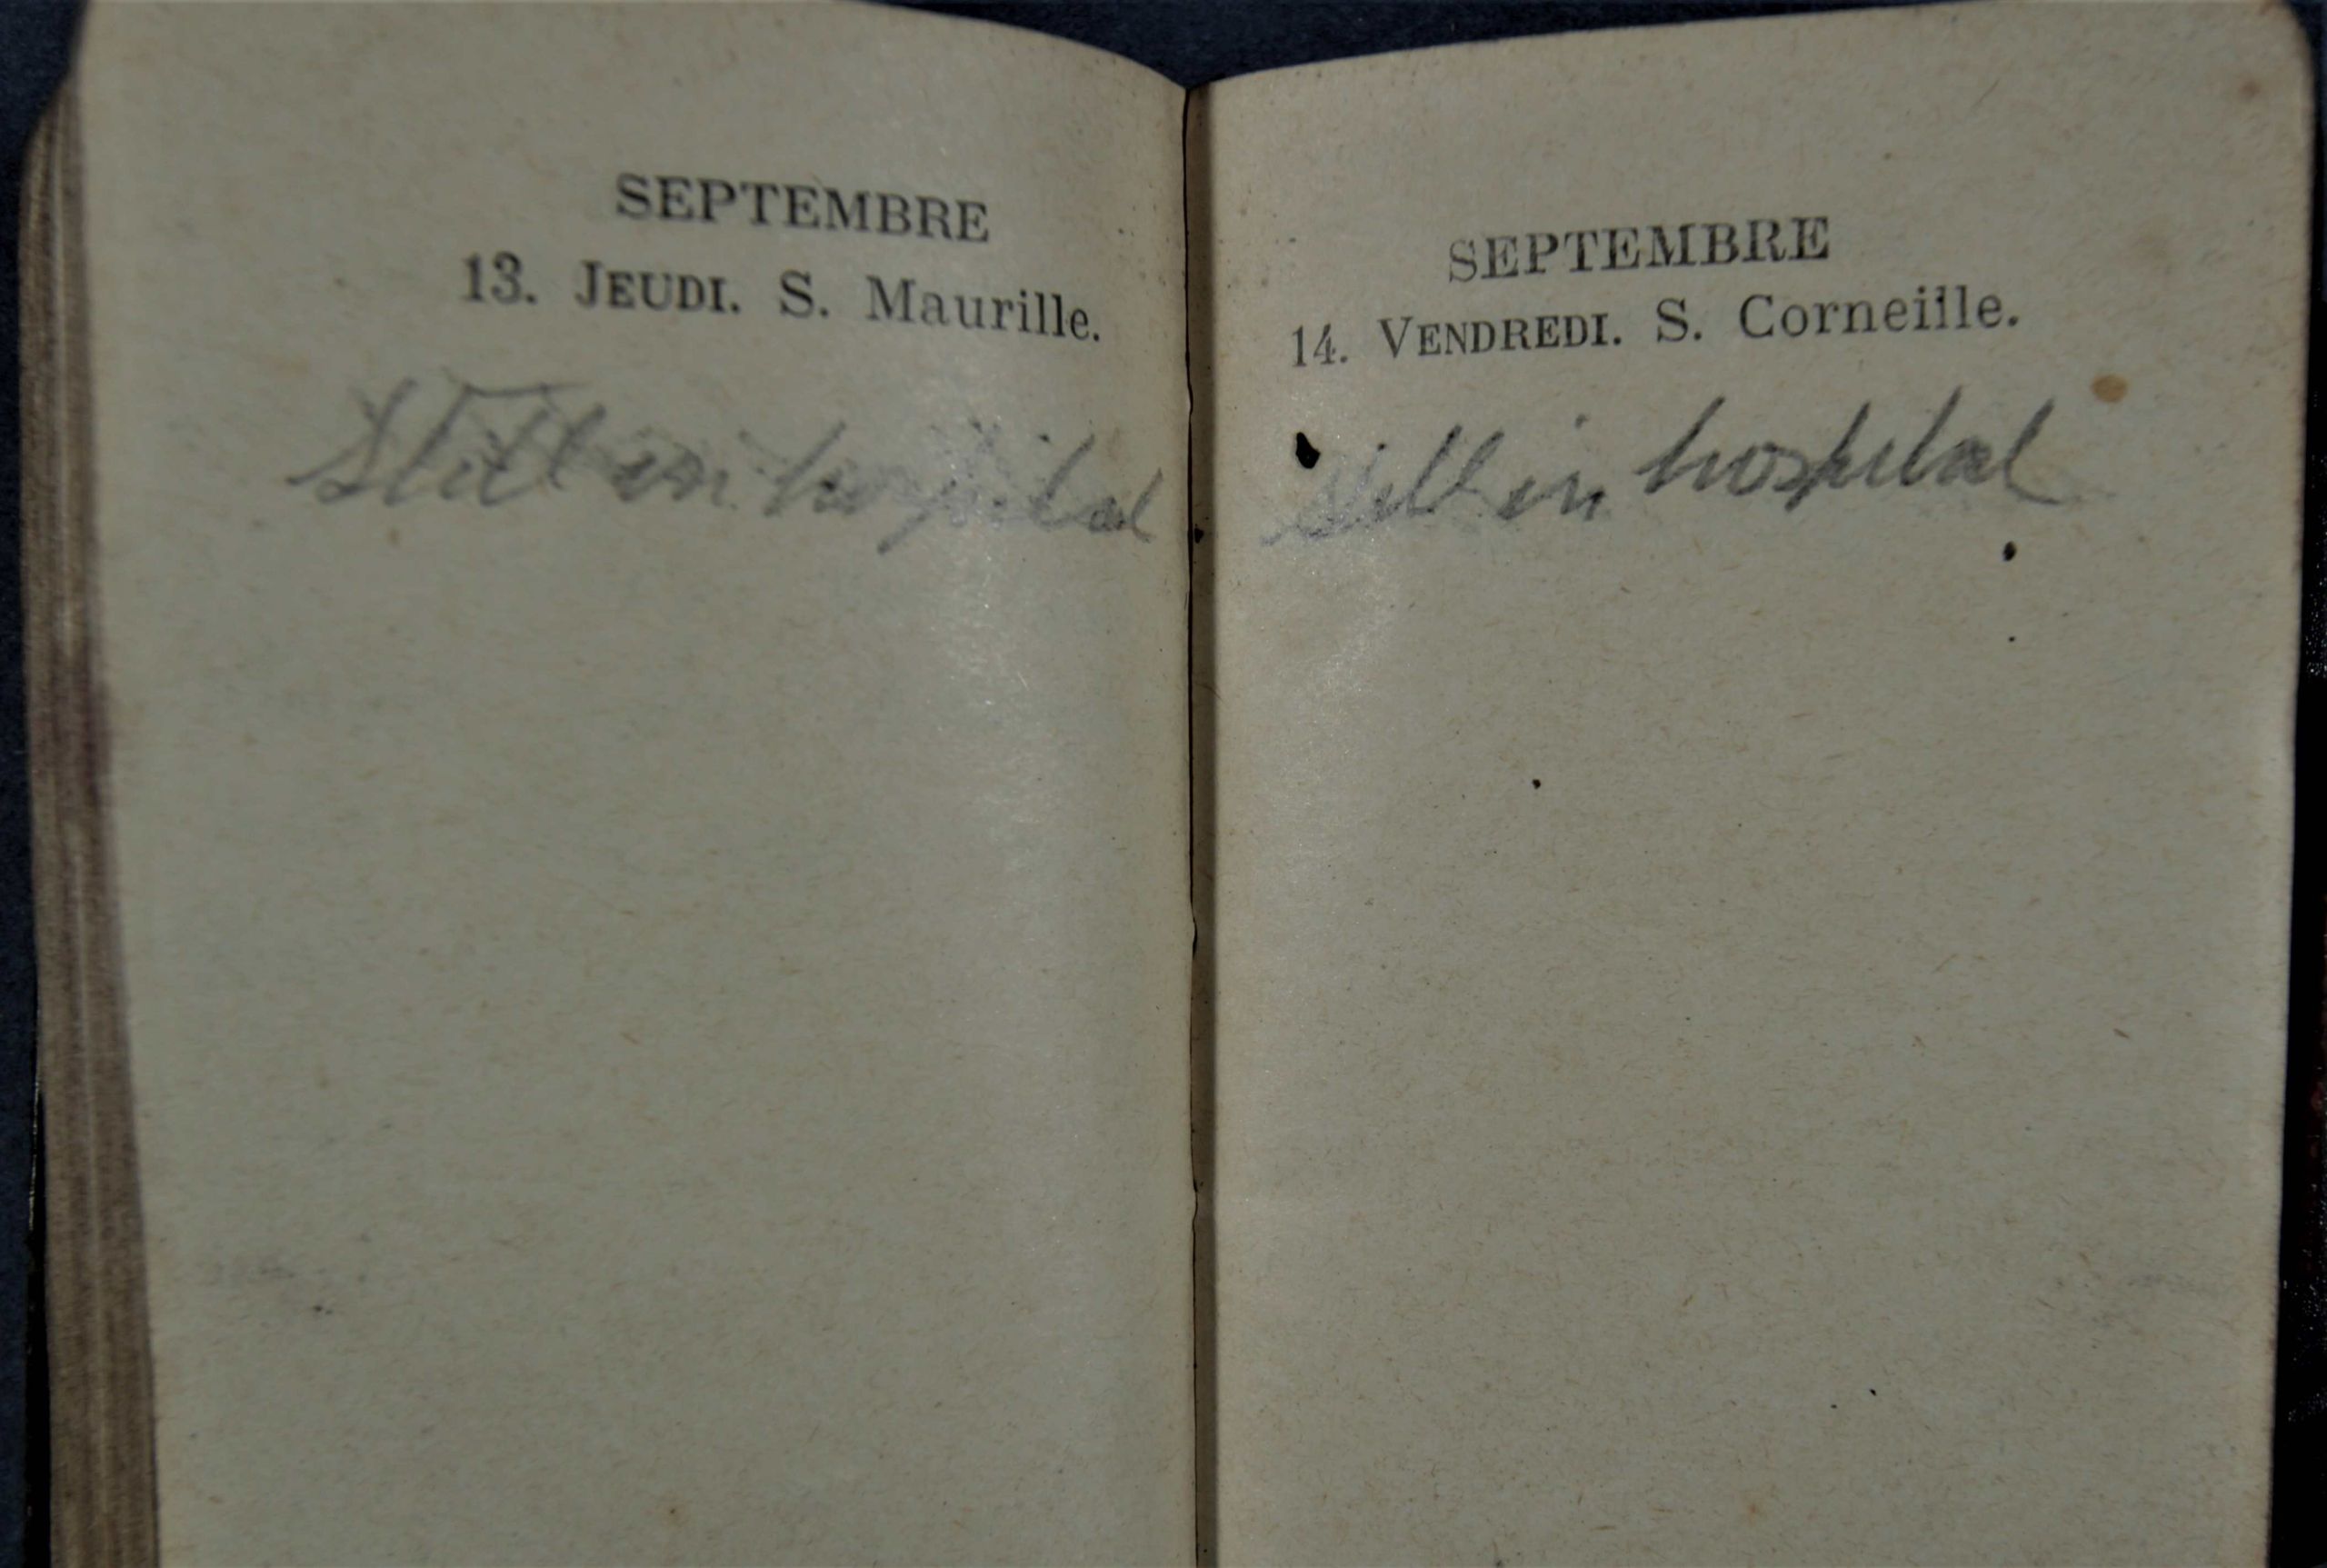 SEPTEMBRE
13. JEUDI. S. Maurille.
Still in hospital
SEPTEMBRE
14. VENDREDI. S. Corneille.
Still in hospital